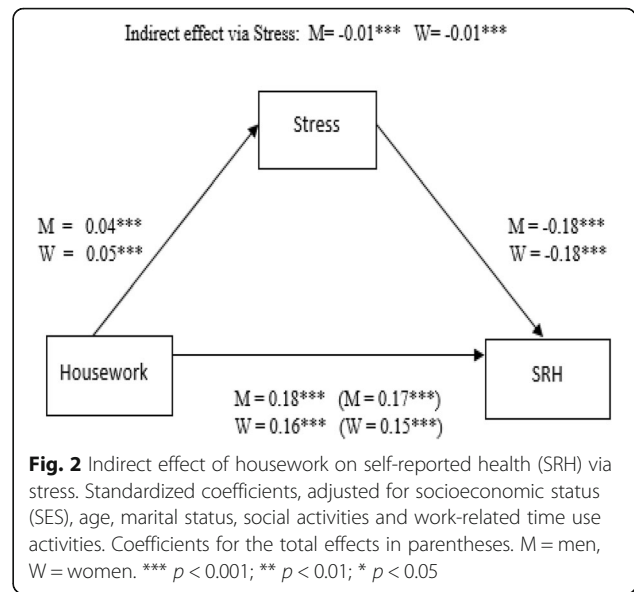 Indirect effect via Stress: M= -0.01*** W= -0.01***
Stress
M = 0.04***
W = 0.05***
M = -0.18***
W = -0.18***
Housework
SRH
M = 0.18*** (M = 0.17***)
W = 0.16*** (W = 0.15***)
Fig. 2 Indirect effect of housework on self-reported health (SRH) via
stress. Standardized coefficients, adjusted for socioeconomic status
(SES), age, marital status, social activities and work-related time use
activities. Coefficients for the total effects in parentheses. M = men,
W = women. *** p < 0.001; ** p < 0.01; * p < 0.05